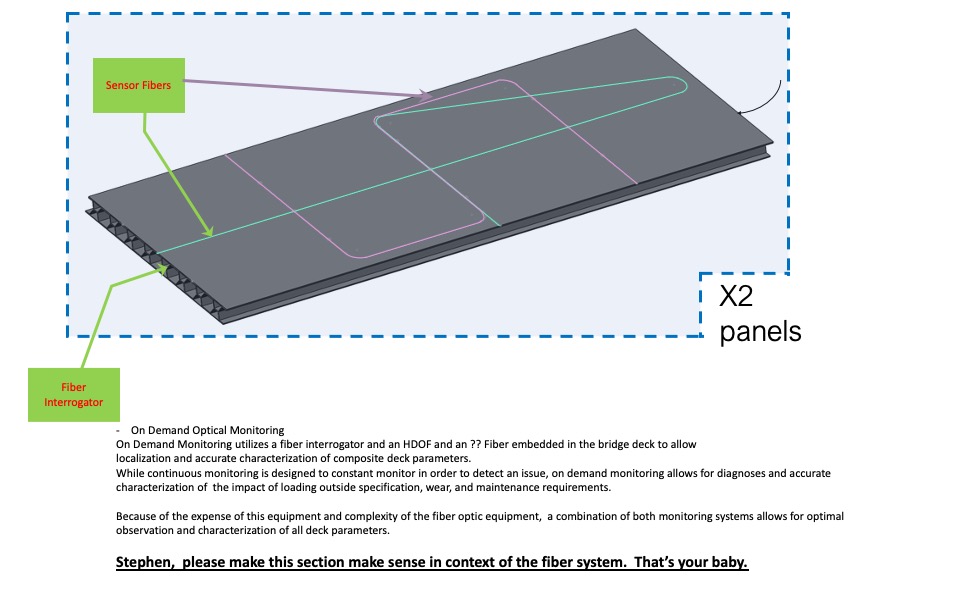 Sensor Fibers
X2
panels
Fiber
Interrogator
- On Demand Optical Monitoring
On Demand Monitoring utilizes a fiber interrogator and an HDOF and an ?? Fiber embedded in the bridge deck to allow
localization and accurate characterization of composite deck parameters.
While continuous monitoring is designed to constant monitor in order to detect an issue, on demand monitoring allows for diagnoses and accurate
characterization of the impact of loading outside specification, wear, and maintenance requirements.
Because of the expense of this equipment and complexity of the fiber optic equipment, a combination of both monitoring systems allows for optimal
observation and characterization of all deck parameters.
Stephen, please make this section make sense in context of the fiber system. That's your baby.